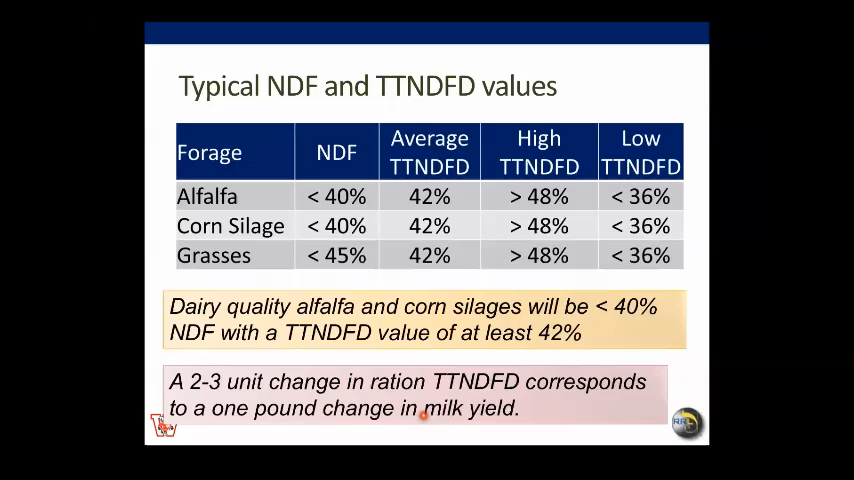 Typical NDF and TTNDFD values
Forage NDF Average TTNDFD High TTNDFD Low TTNDFD
Alfalfa < 40% 42% > 48% < 36%
Corn Silage < 40% 42% > 48% < 36%
Grasses < 45% 42% > 48% < 36%
Dairy quality alfalfa and corn silages will be < 40%
NDF with a TTNDFD value of at least 42%
A 2-3 unit change in ration TTNDFD corresponds
to a one pound change in milk yield.
RRL